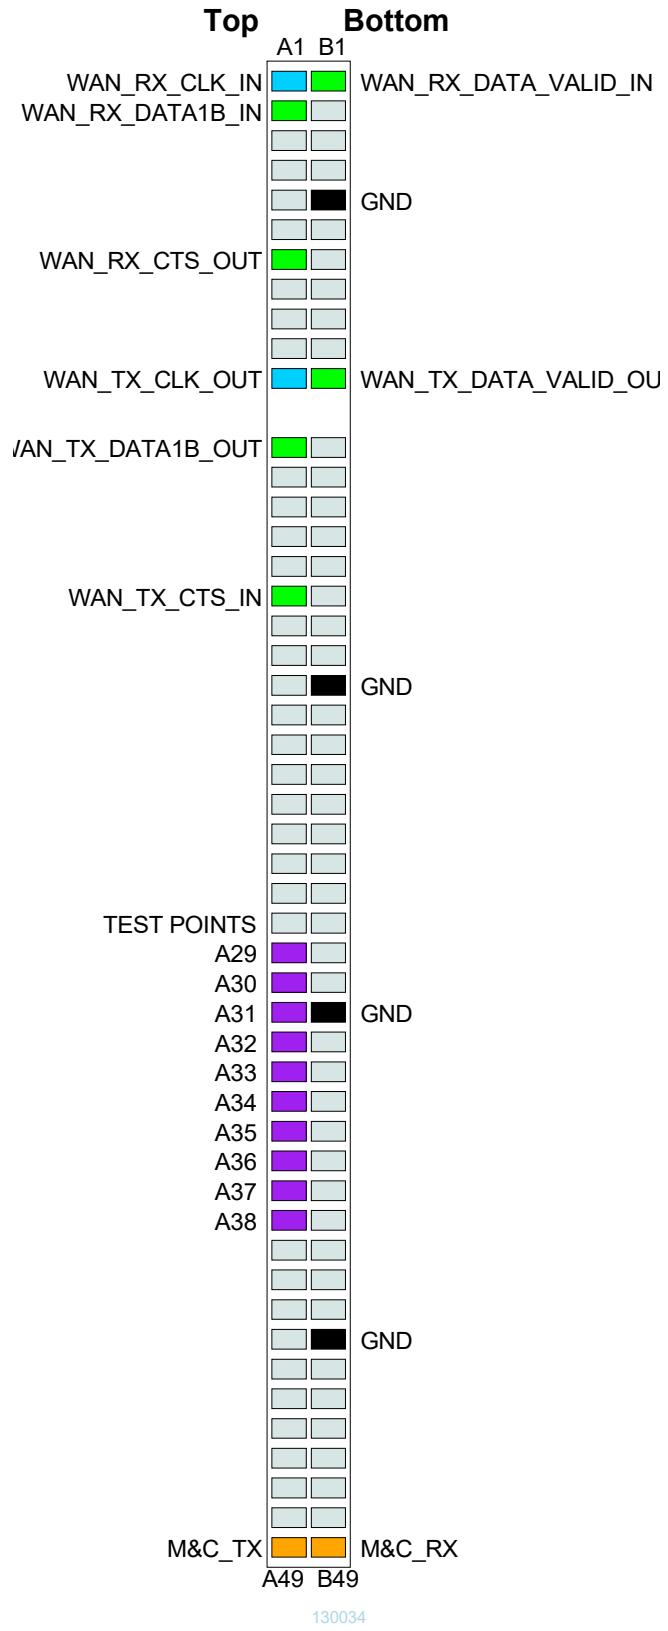 Top Bottom
A1 B1
WAN_RX_CLK_IN WAN_RX_DATA_VALID_IN
WAN_RX_DATA1B_IN
GND
WAN_RX_CTS_OUT
WAN_TX_CLK_OUT WAN_TX_DATA_VALID_OU
/AN_TX_DATA1B_OUT
WAN_TX_CTS_IN
GND
TEST POINTS
A29
A30
A31 GND
A32
A33
A34
A35
A36
A37
A38
GND
M&C_TX M&C_RX
A49 B49
130034